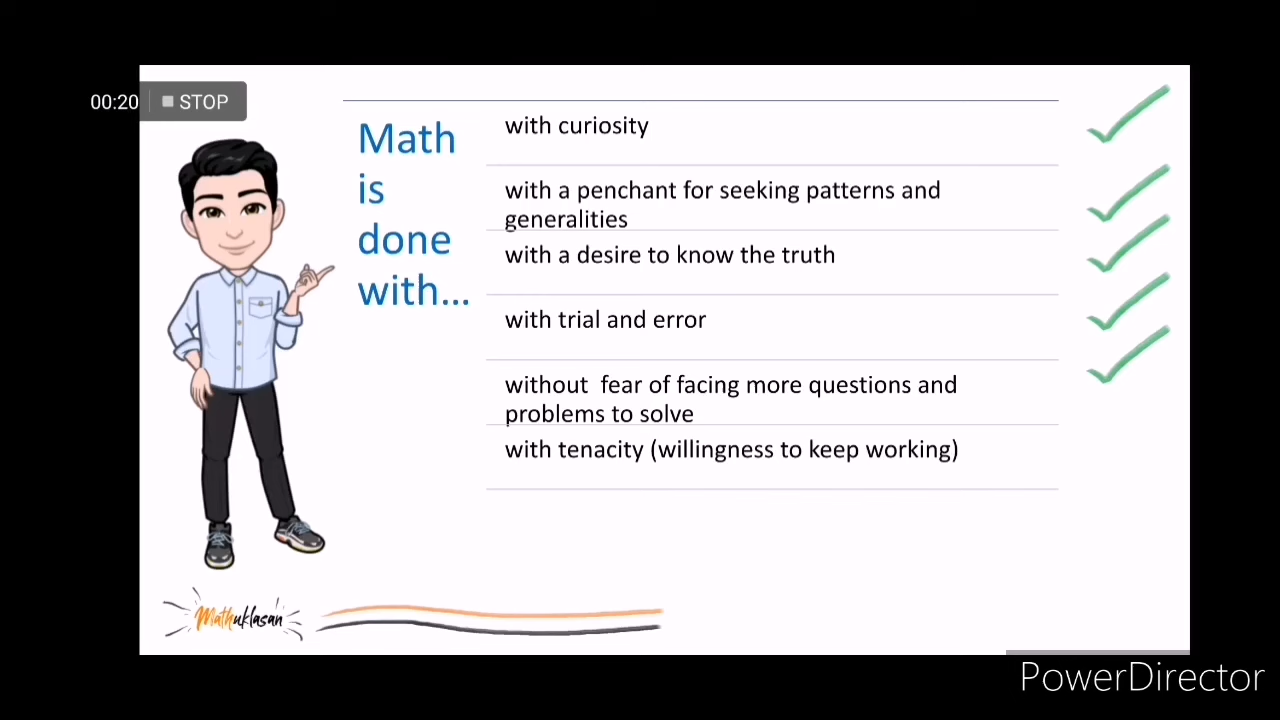 00:20 STOP
Math
is
done
with...
with curiosity
with a penchant for seeking patterns and
generalities
with a desire to know the truth
with trial and error
without  fear of facing more questions and
problems to solve
with tenacity (willingness to keep working)
Mathuklasan
PowerDirector